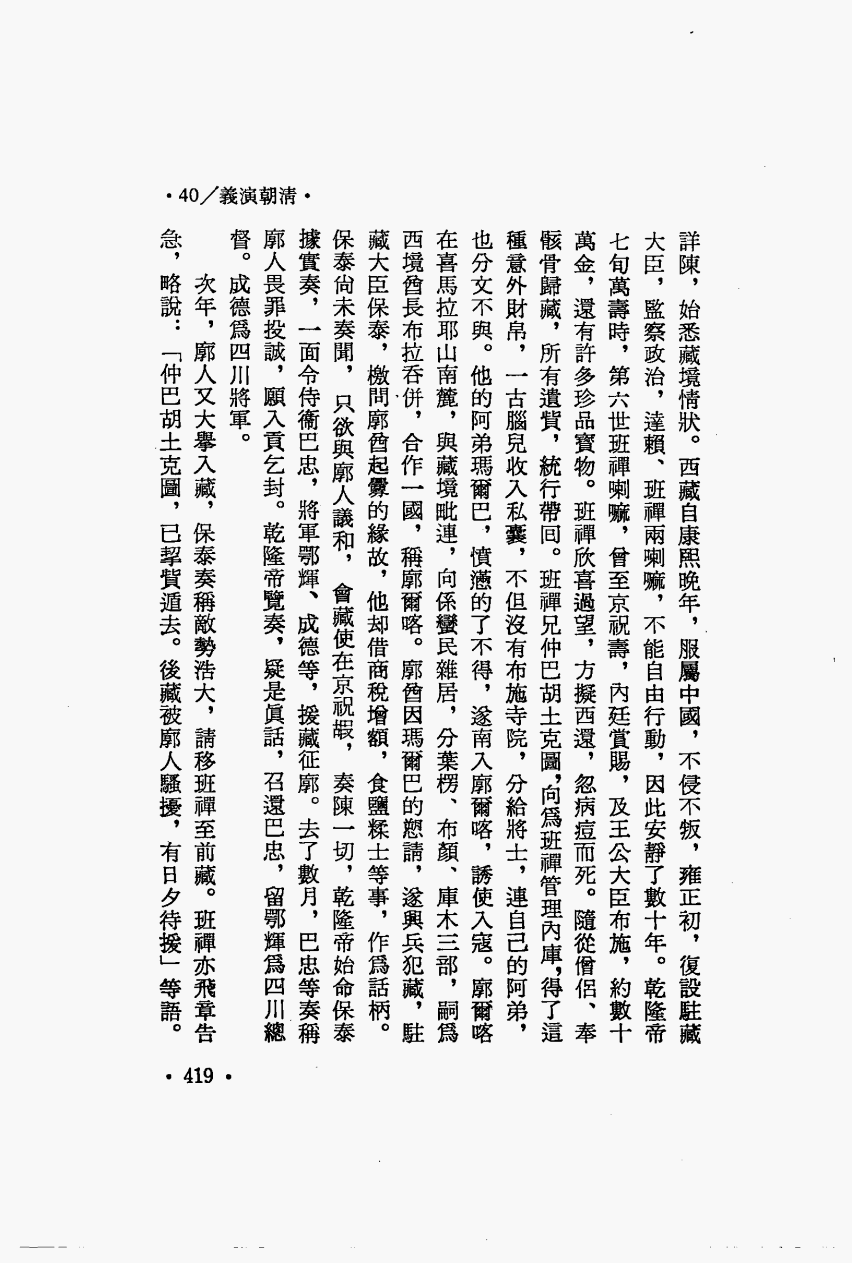 •清朝演義／40•
詳陳，始悉藏境情狀。西藏自康熙晚年，服屬中國，不侵不叛，雍正初，復設駐藏
大臣，監察政治，達賴、班禪兩喇嘛，不能自由行動，因此安靜了數十年。乾隆帝
七旬萬壽時，第六世班禪喇嘛，曾至京祝壽，內廷賞賜，及王公大臣布施，約數十
萬金，還有許多珍品寶物。班禪欣喜過望，方擬西還，忽病痘而死。隨從僧侶、奉
骸骨歸藏，所有遺貲，統行帶回。班禪兄仲巴胡土克圖，向爲班禪管理內庫，得了這
種意外財帛，一古腦兒收入私囊，不但沒有布施寺院，分給將士，連自己的阿弟，
也分文不與。他的阿弟瑪爾巴，憤懣的了不得，遂南入廓爾喀，誘使入寇。廓爾喀
在喜馬拉耶山南麓，與藏境毗連，向係蠻民雜居，分葉楞、布顏、庫木三部，嗣爲
西境酋長布拉吞併，合作一國，稱廓爾喀。廓酋因瑪爾巴的慫請，遂興兵犯藏，駐
藏大臣保泰，檄問廓酋起釁的緣故，他却借商稅增額，食鹽糅土等事，作爲話柄。
保泰尙未奏聞，只欲與廓人議和，會藏使在京祝嘏，奏陳一切，乾隆帝始命保泰
據實奏，一面令侍衞巴忠，將軍鄂輝、成德等，援藏征廓。去了數月，巴忠等奏稱
廓人畏罪投誠，願入貢乞封。乾隆帝覽奏，疑是眞話，召還巴忠，留鄂輝爲四川總
督。成德爲四川將軍。
次年，廓人又大擧入藏，保泰奏稱敵勢浩大，請移班禪至前藏。班禪亦飛章告
急，略說：「仲巴胡土克圖，已挈貲遁去。後藏被廓人騷擾，有日夕待援」等語。
•419•